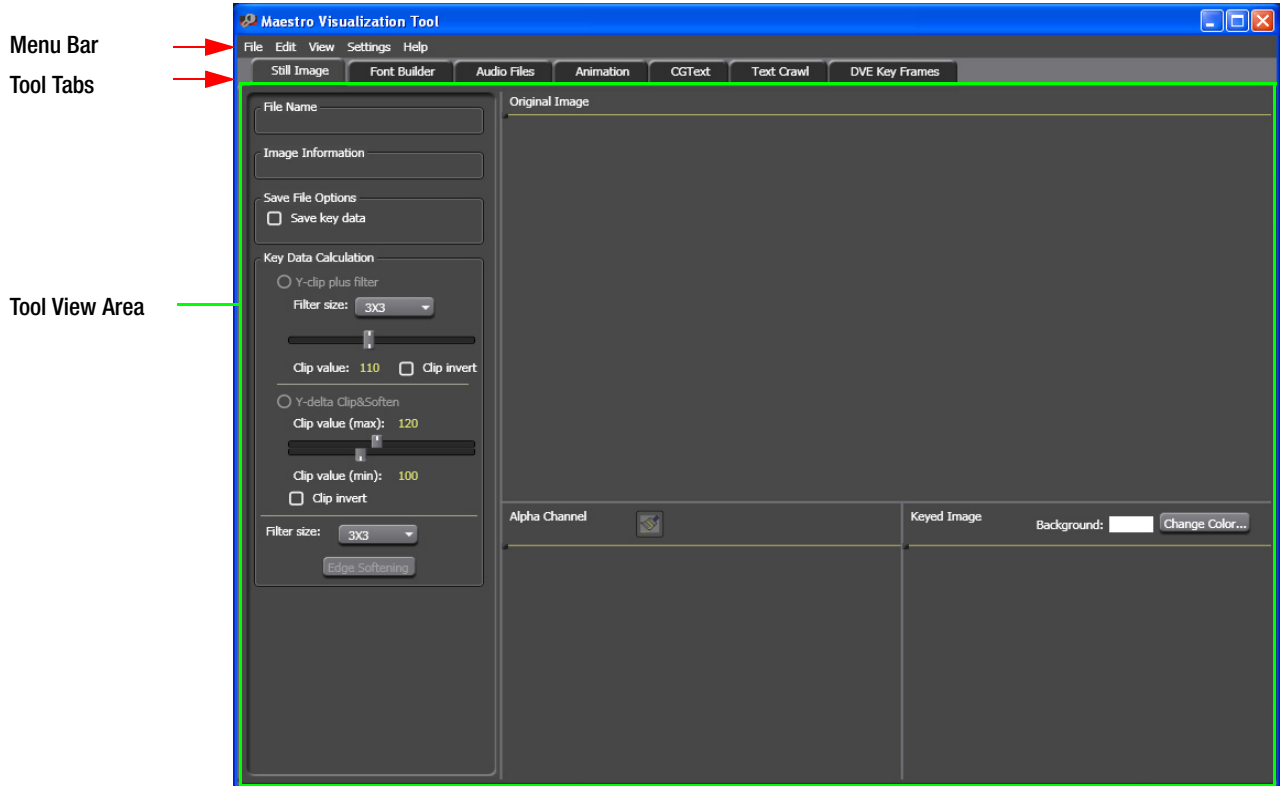 Maestro Visualization Tool
Menu Bar
File Edit View Settings Help
Tool Tabs
Still Image Font Builder Audio Files Animation CGText Text Crawl DVE Key Frames
File Name
Original Image
Image Information
Save File Options
Save key data
Key Data Calculation
Y-clip plus filter
Tool View Area
Filter size: 3X3
Clip value: 110 Clip invert
Y-delta Clip&Soften
Clip value (max): 120
Clip value (min): 100
Clip invert
Filter size: 3X3
Edge Softening
Alpha Channel
Keyed Image Background: Change Color...